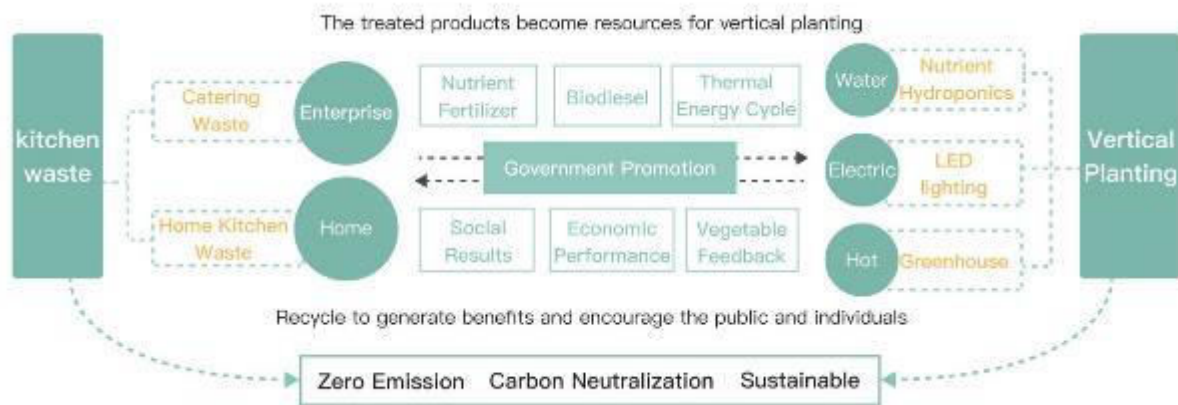 The treated products become resources for vertical planting
kitchen
waste
Catering
Waste
Enterprise
Home Kitchen
Waste
Home
Nutrient
Fertilizer
Biodiesel
Thermal
Energy Cycle
Government Promotion
Social
Results
Economic
Performance
Vegetable
Feedback
Water
Nutrient
Hydroponics
Electric
LED
lighting
Hot
Greenhouse
Vertical
Planting
Recycle to generate benefits and encourage the public and individuals
Zero Emission Carbon Neutralization Sustainable